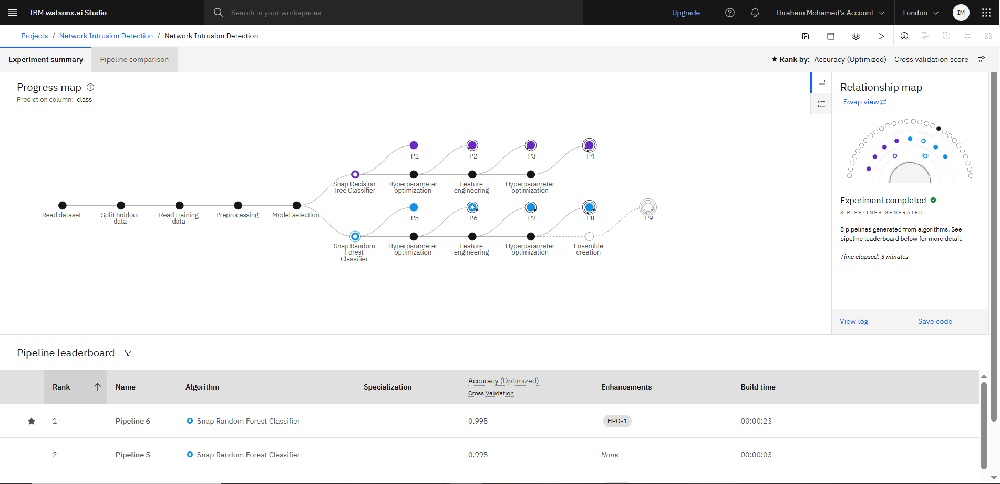 IBM watsonx.ai Studio
Search in your workspaces
Upgrade
Ibrahem Mohamed's Account
London
IM
Projects / Network Intrusion Detection / Network Intrusion Detection
Experiment summary
Pipeline comparison
★ Rank by: Accuracy (Optimized) | Cross validation score
Progress map
Prediction column: class
P1
P2
P3
P4
Snap Decision
Tree Classifier
Hyperparameter
optimization
Feature
engineering
Hyperparameter
optimization
Read dataset
Split holdout
data
Read training
data
Preprocessing
Model selection
P5
P6
P7
P8
P9
Snap Random
Forest
Classifier
Hyperparameter
optimization
Feature
engineering
Hyperparameter
optimization
Ensemble
creation
Relationship map
Swap view
Experiment completed
8 PIPELINES GENERATED
8 pipelines generated from algorithms. See
pipeline leaderboard below for more detail.
Time elapsed: 3 minutes
View log
Save code
Pipeline leaderboard
Rank
Name
Algorithm
Specialization
Accuracy (Optimized)
Cross Validation
Enhancements
Build time
1 Pipeline 6 Snap Random Forest Classifier 0.995 HPO-1 00:00:23
2 Pipeline 5 Snap Random Forest Classifier 0.995 None 00:00:03